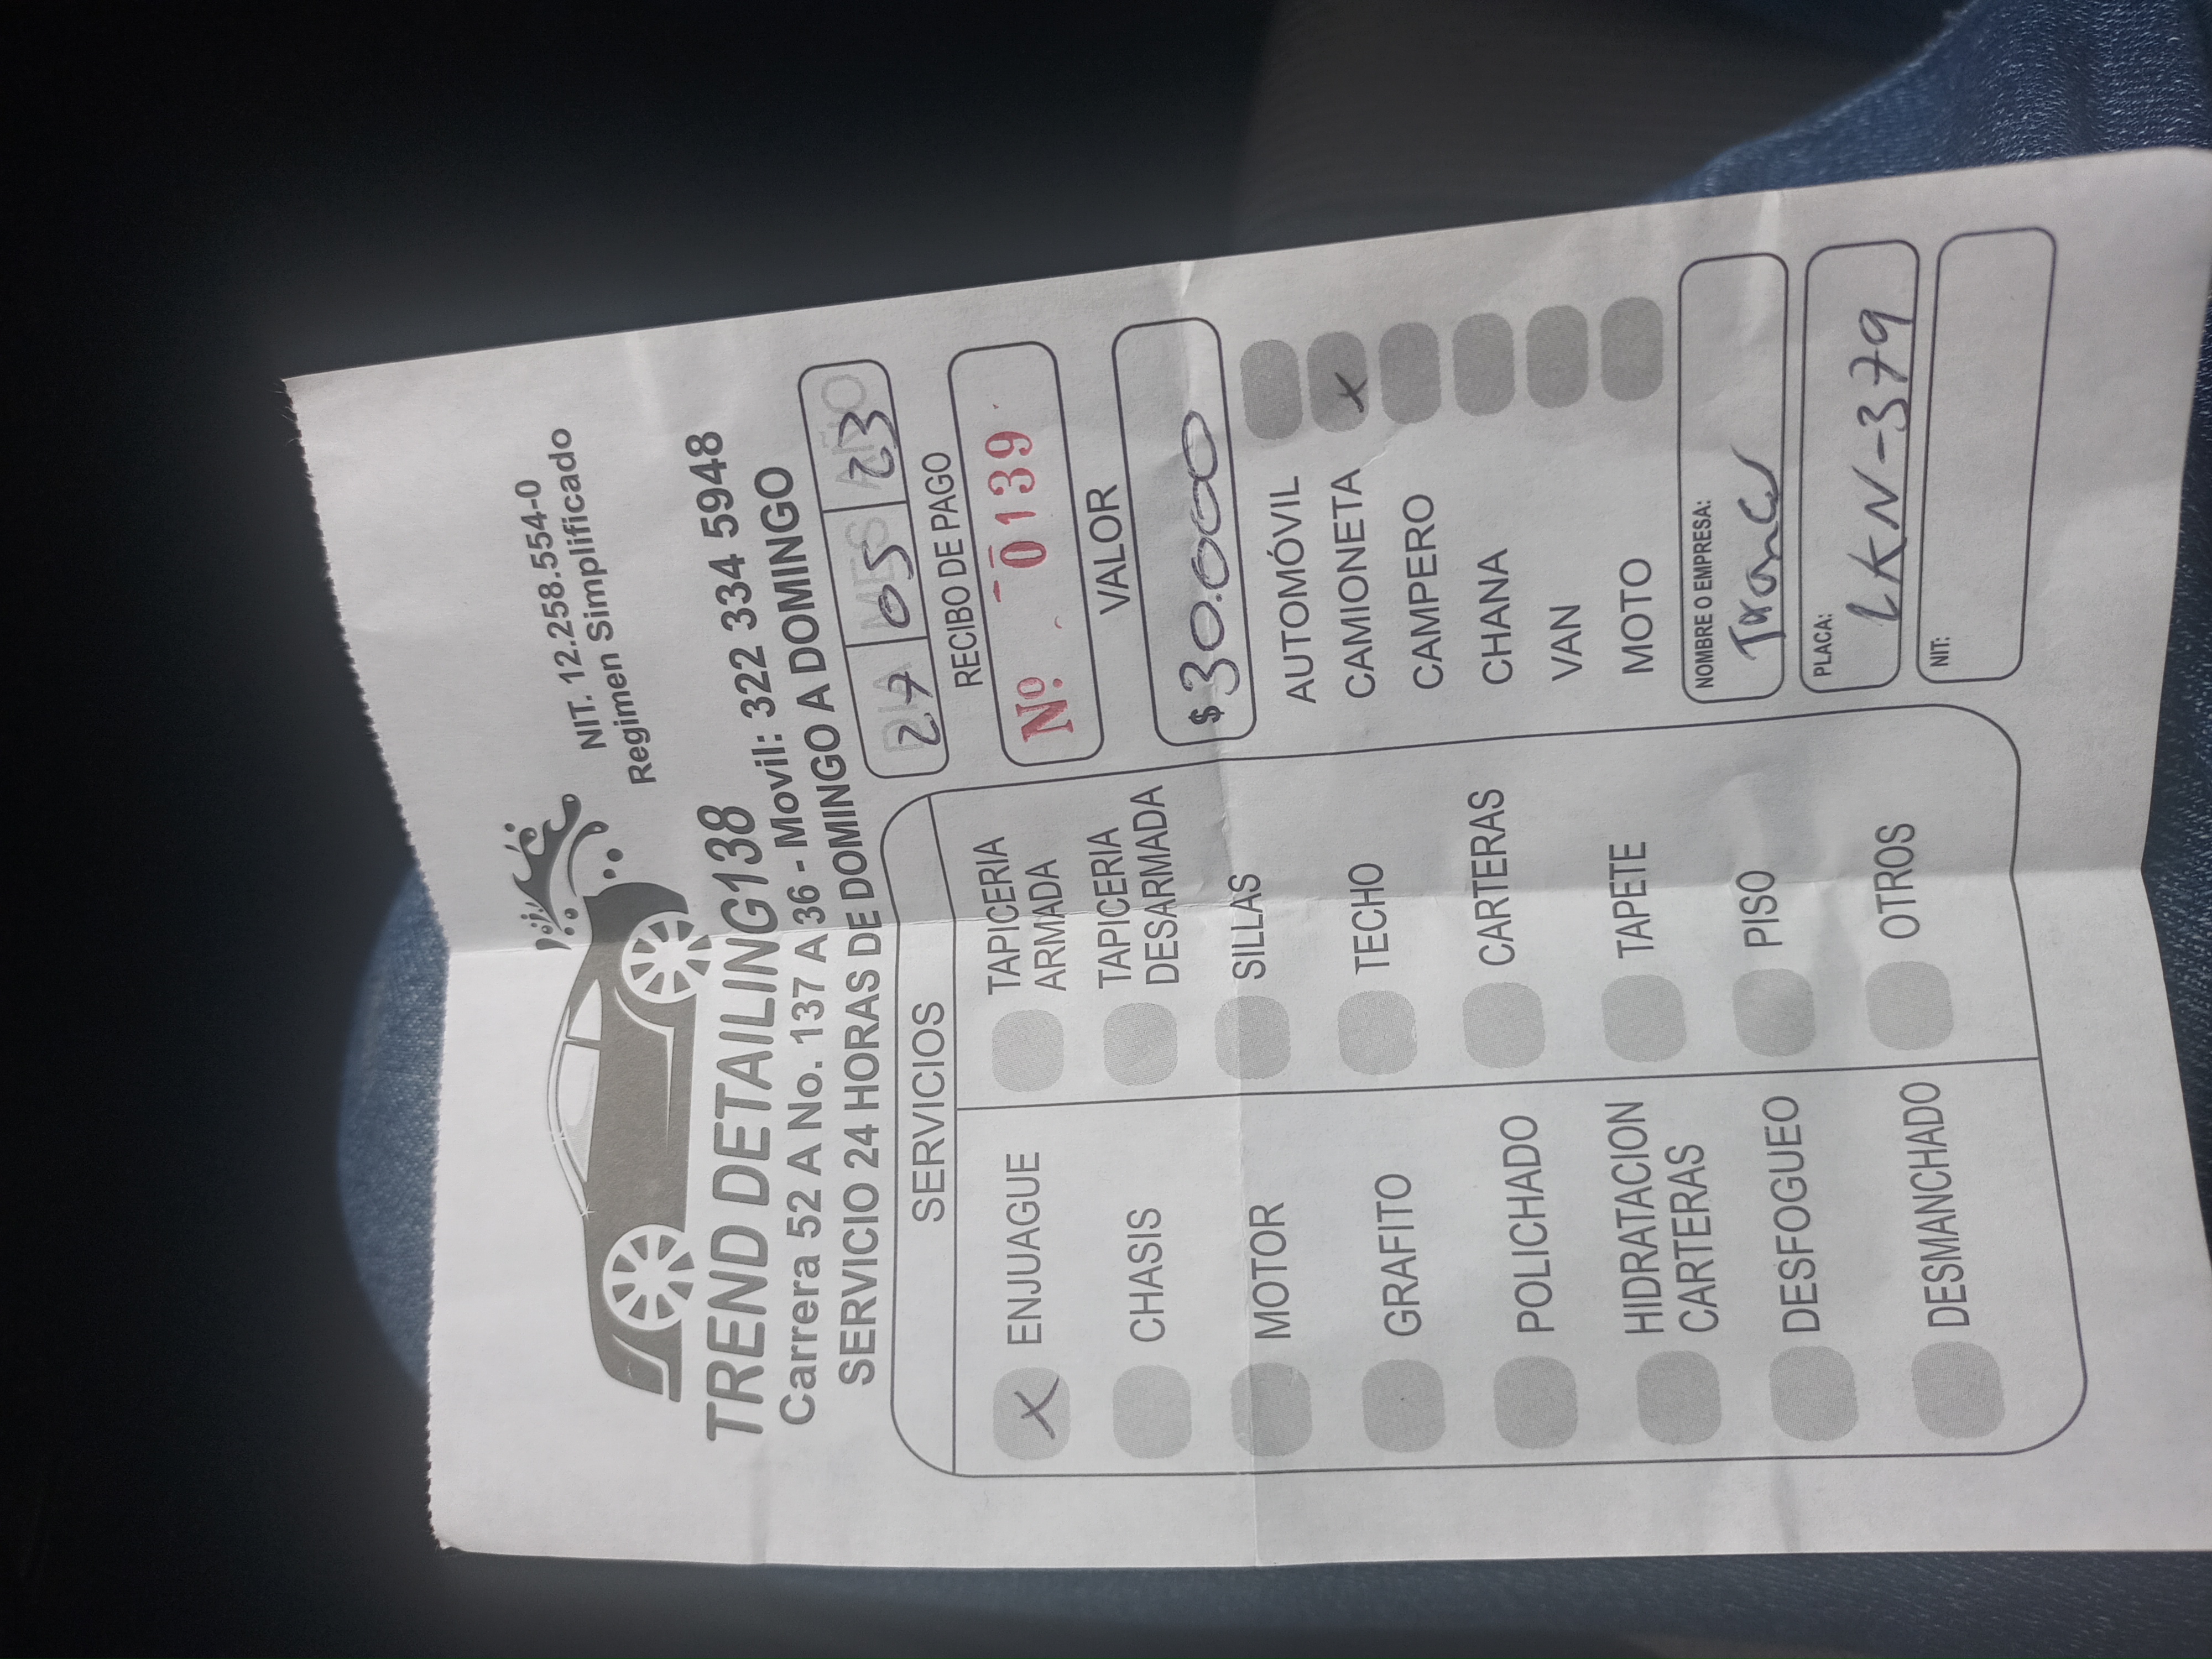 NIT. 12.258.554-0
Regimen Simplificado
TREND DETAILING138
Carrera 52 A No. 137 A 36 - Movil: 322 334 5948
SERVICIO 24 HORAS DE DOMINGO A DOMINGO
DIA MES AÑO
27 05 23
RECIBO DE PAGO
Nº. 0139
VALOR
$ 30.000
AUTOMÓVIL
X CAMIONETA
CAMPERO
CHANA
VAN
MOTO
NOMBRE O EMPRESA:
PLACA:
LKN-379
NIT:
SERVICIOS
X ENJUAGUE
CHASIS
MOTOR
GRAFITO
POLICHADO
HIDRATACION
CARTERAS
DESFOGUEO
DESMANCHADO
TAPICERIA
ARMADA
TAPICERIA
DESARMADA
SILLAS
TECHO
CARTERAS
TAPETE
PISO
OTROS